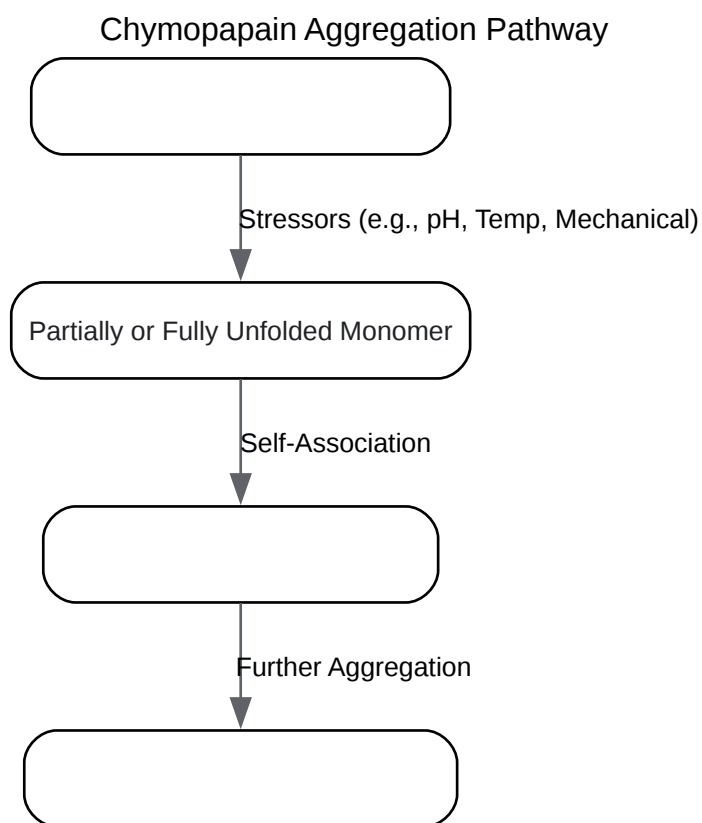 Chymopapain Aggregation Pathway
Stressors (e.g., pH, Temp, Mechanical)
Partially or Fully Unfolded Monomer
Self-Association
Further Aggregation